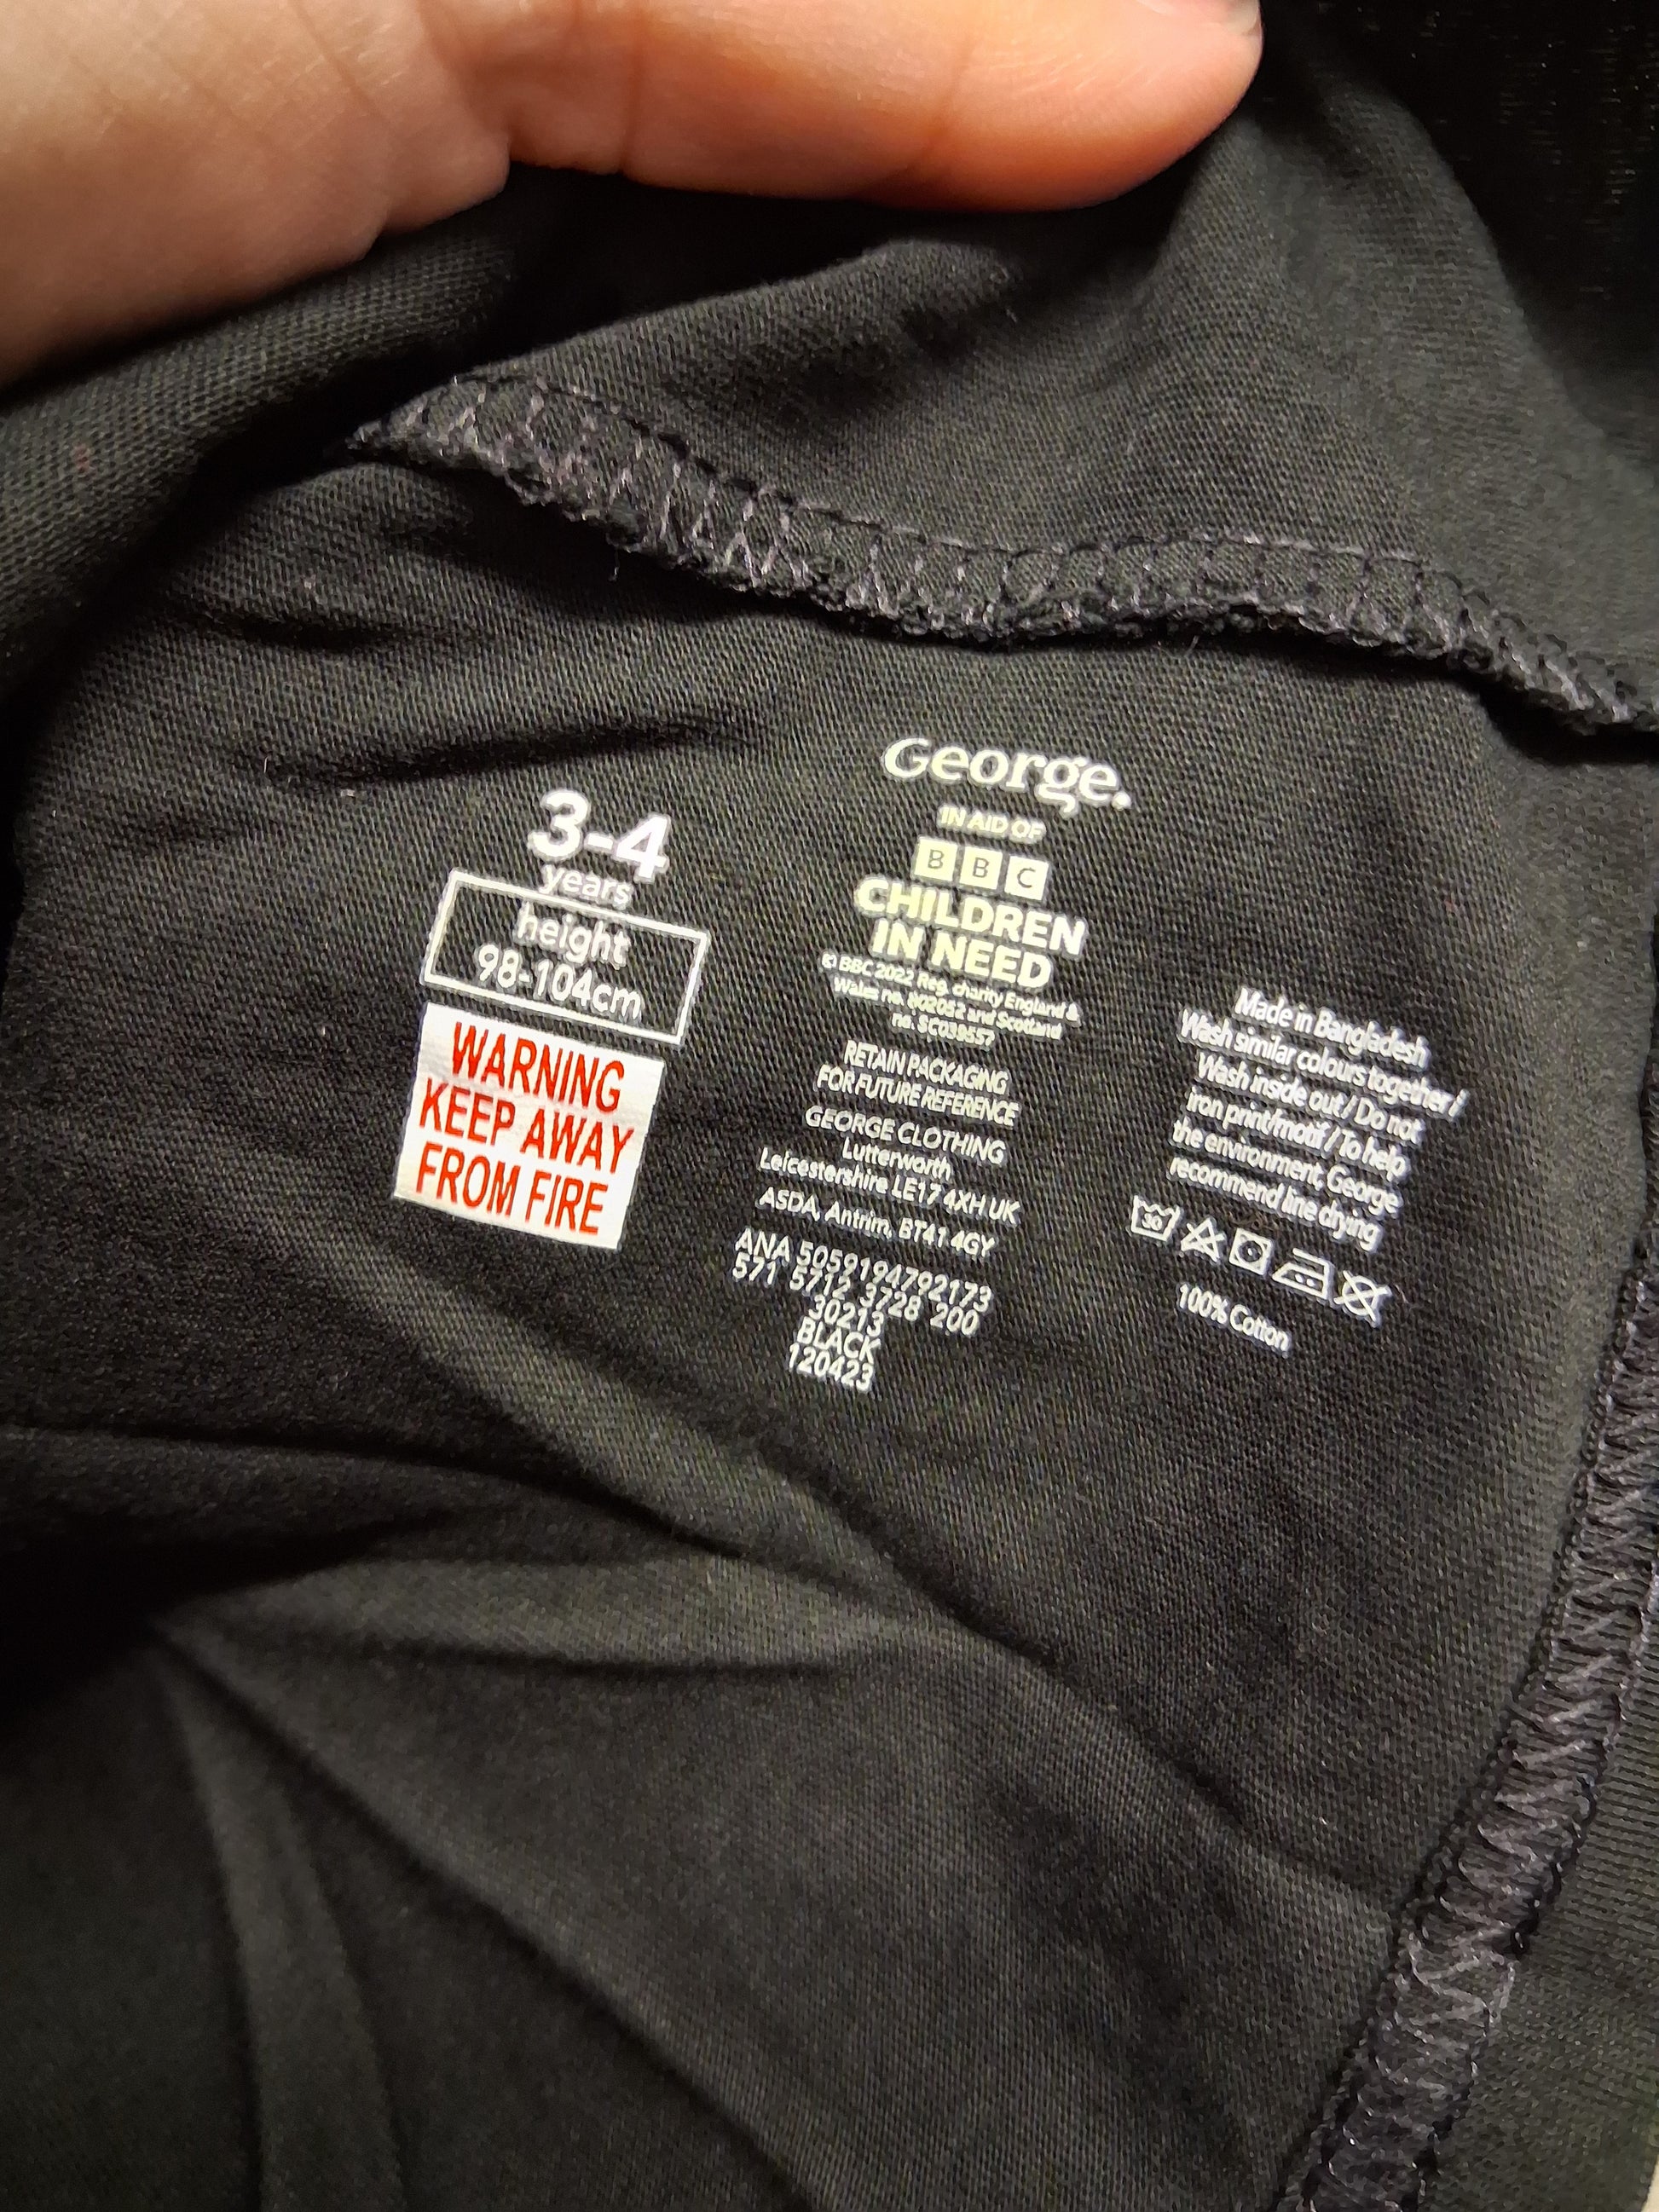 3-4
years
height
98-104cm
WARNING
KEEP AWAY
FROM FIRE
George.
IN AID OF
BBC
CHILDREN
IN NEED
© BBC 2022 Reg. charity England &
Wales no. 802052 and Scotland
no. SC039557
RETAIN PACKAGING
FOR FUTURE REFERENCE
GEORGE CLOTHING
Lutterworth,
Leicestershire LE17 4XH UK
ASDA, Antrim, BT41 4GY
ANA 5059194792173
571 5712 3728 200
30213
BLACK
120423
Made in Bangladesh
Wash similar colours together /
Wash inside out / Do not
iron print/motif / To help
the environment, George
recommend line drying
30
100% Cotton